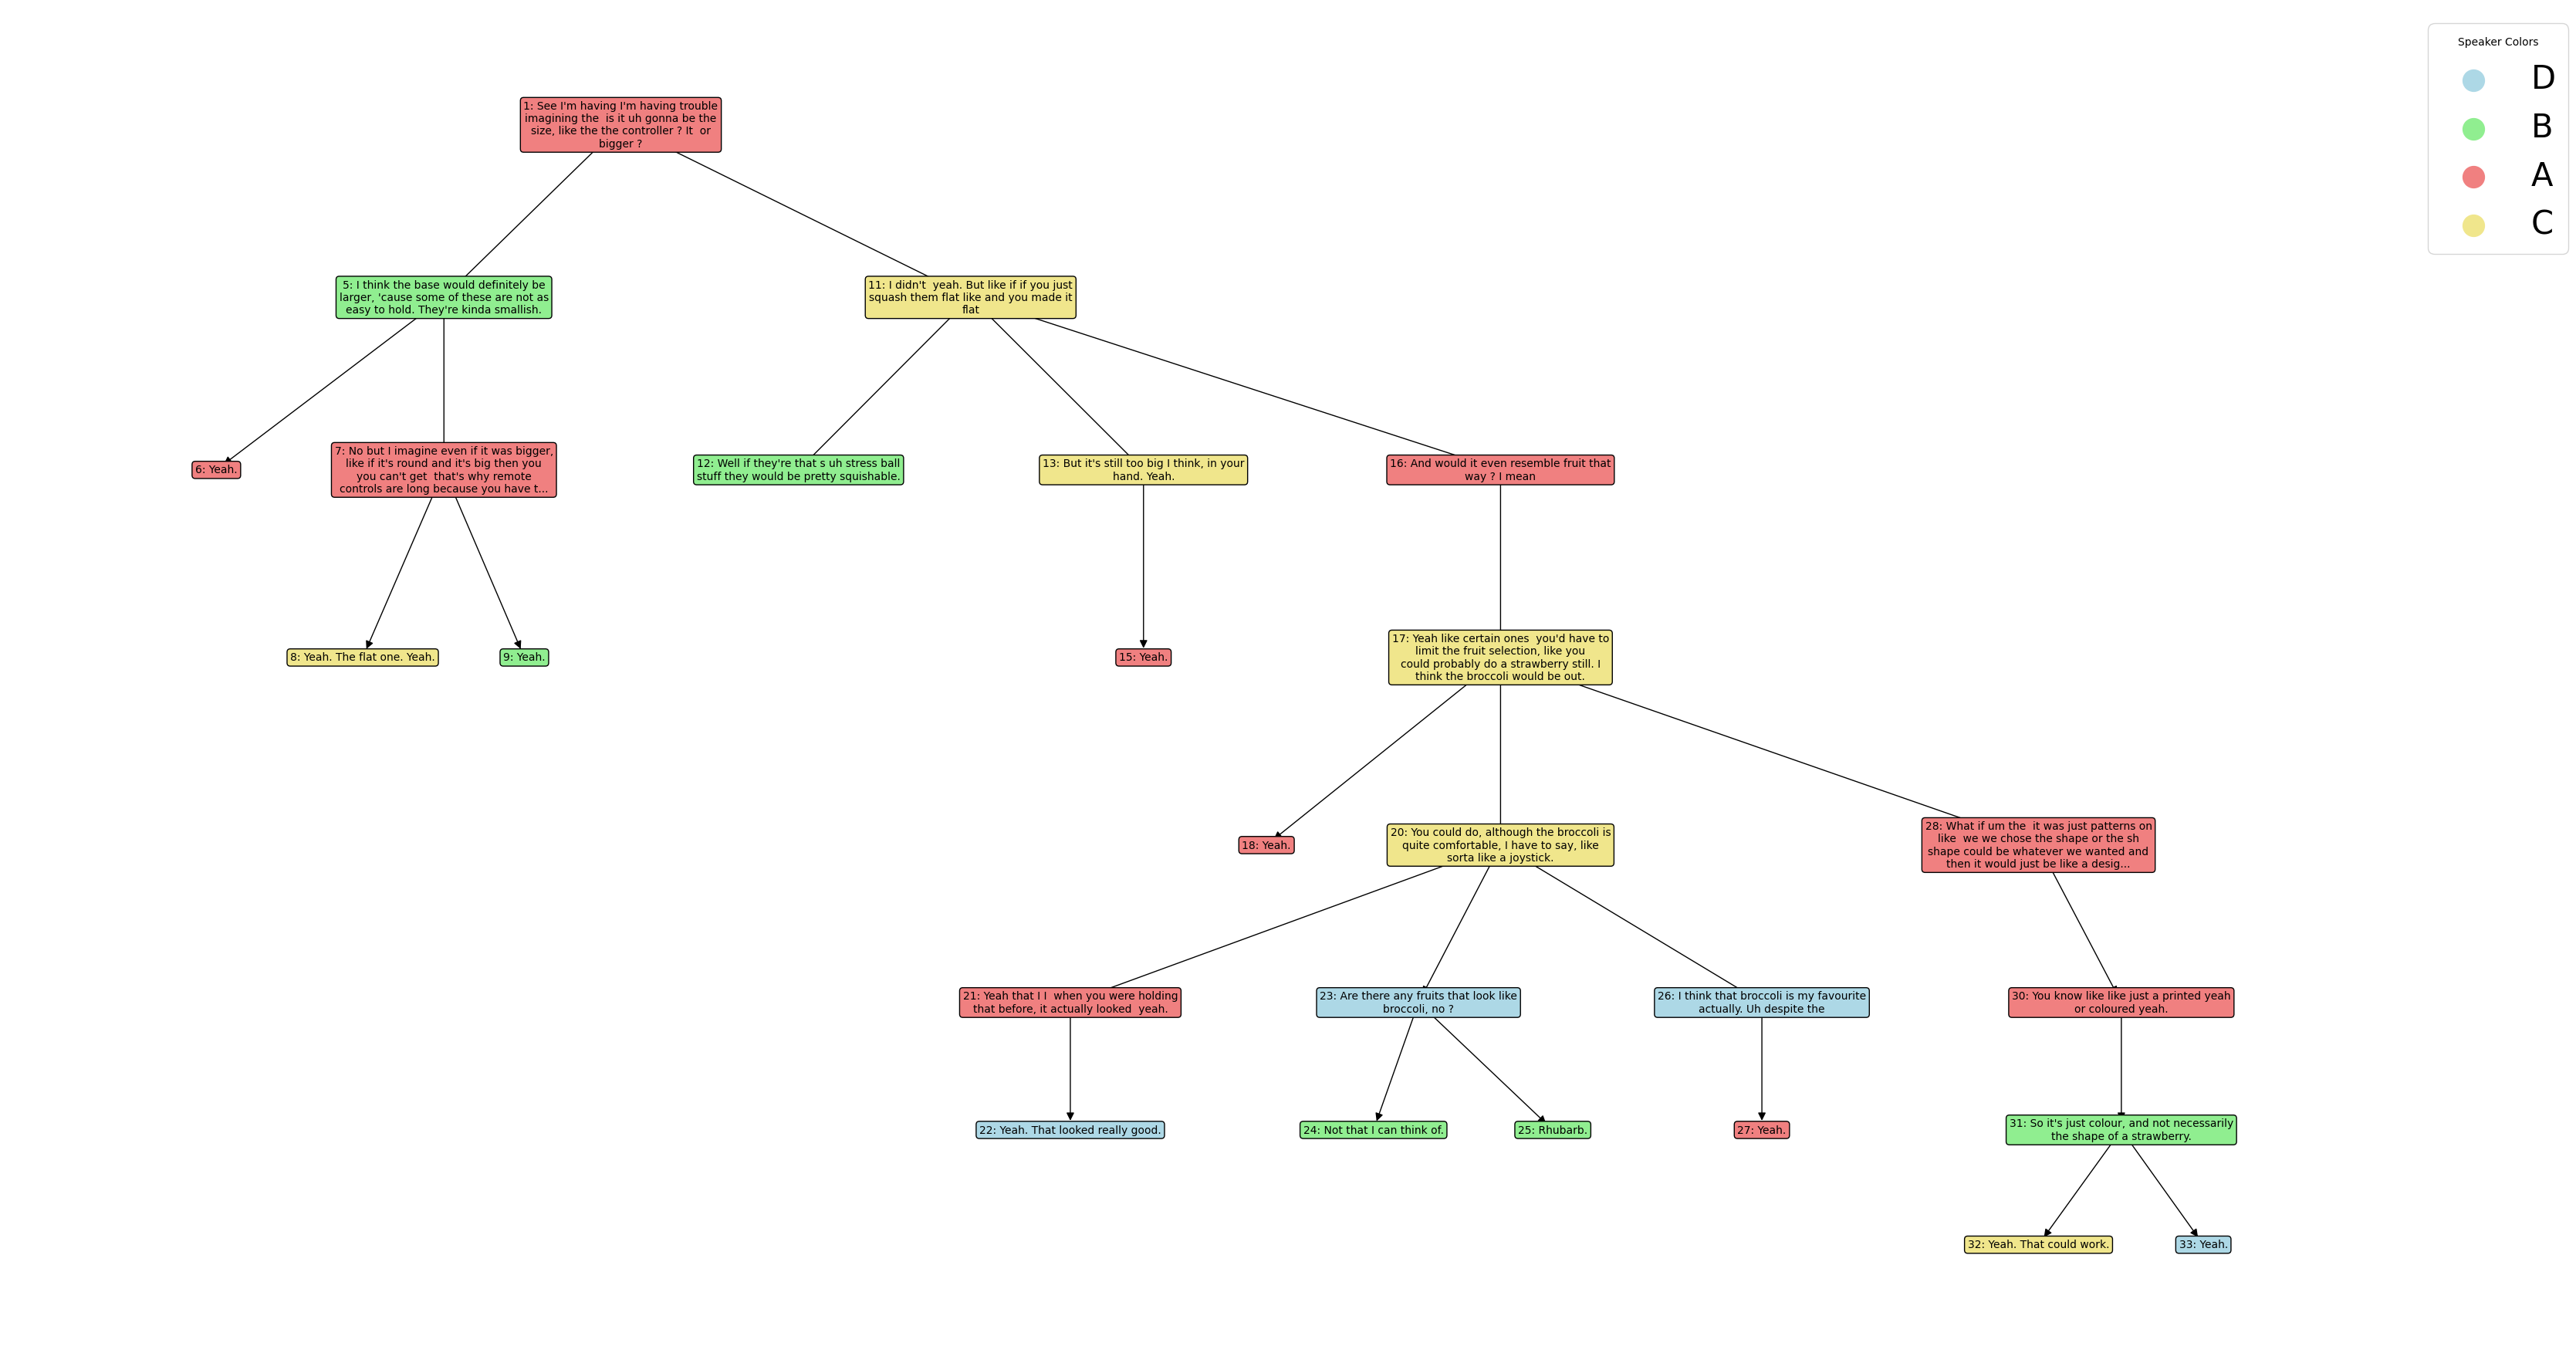 Speaker Colors
D
B
A
C
1: See I'm having I'm having trouble
imagining the  is it uh gonna be the
size, like the the controller ? It  or
bigger ?
5: I think the base would definitely be
larger, 'cause some of these are not as
easy to hold. They're kinda smallish.
11: I didn't  yeah. But like if if you just
squash them flat like and you made it
flat
6: Yeah.
7: No but I imagine even if it was bigger,
like if it's round and it's big then you
you can't get  that's why remote
controls are long because you have t...
12: Well if they're that s uh stress ball
stuff they would be pretty squishable.
13: But it's still too big I think, in your
hand. Yeah.
16: And would it even resemble fruit that
way ? I mean
8: Yeah. The flat one. Yeah.
9: Yeah.
15: Yeah.
17: Yeah like certain ones  you'd have to
limit the fruit selection, like you
could probably do a strawberry still. I
think the broccoli would be out.
18: Yeah.
20: You could do, although the broccoli is
quite comfortable, I have to say, like
sorta like a joystick.
28: What if um the  it was just patterns on
like  we we chose the shape or the sh
shape could be whatever we wanted and
then it would just be like a desig...
21: Yeah that I I  when you were holding
that before, it actually looked  yeah.
23: Are there any fruits that look like
broccoli, no ?
26: I think that broccoli is my favourite
actually. Uh despite the
30: You know like like just a printed yeah
or coloured yeah.
22: Yeah. That looked really good.
24: Not that I can think of.
25: Rhubarb.
27: Yeah.
31: So it's just colour, and not necessarily
the shape of a strawberry.
32: Yeah. That could work.
33: Yeah.